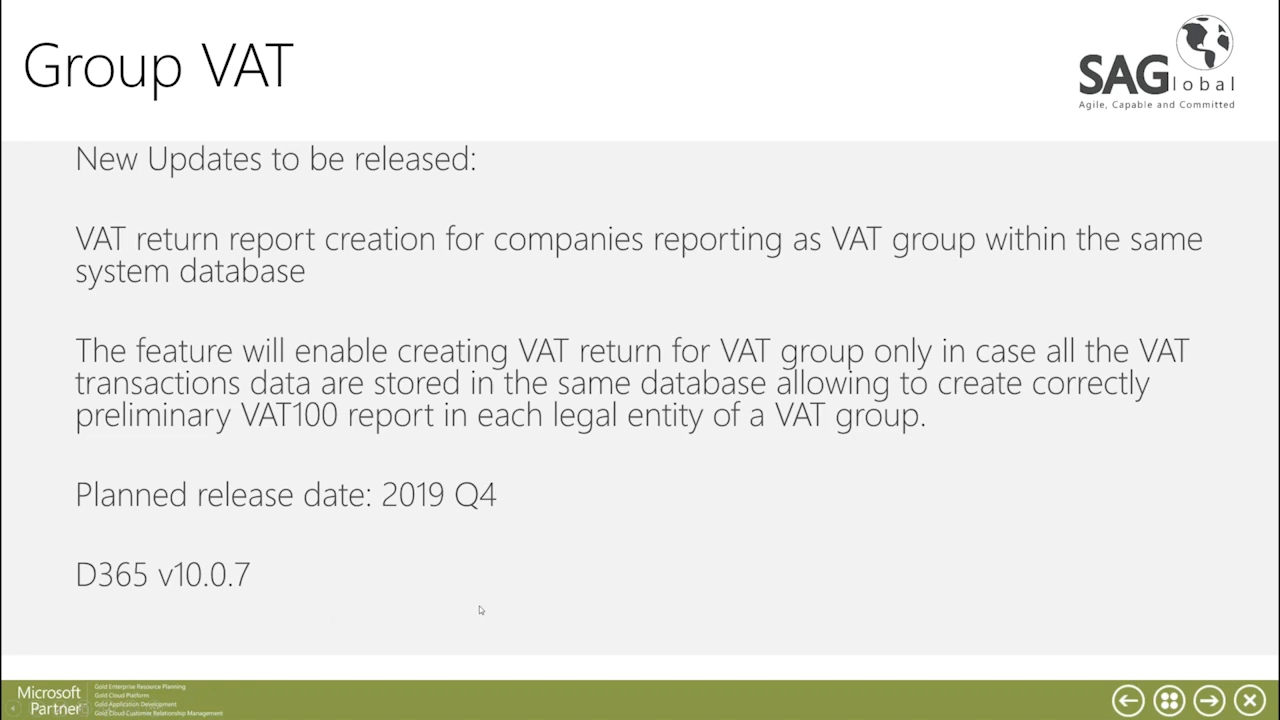 Group VAT
SAGlobal
Agile, Capable and Committed
New Updates to be released:
VAT return report creation for companies reporting as VAT group within the same
system database
The feature will enable creating VAT return for VAT group only in case all the VAT
transactions data are stored in the same database allowing to create correctly
preliminary VAT100 report in each legal entity of a VAT group.
Planned release date: 2019 Q4
D365 v10.0.7
Microsoft
Partner
Gold Enterprise Resource Planning
Gold Cloud Platform
Gold Application Development
Gold Cloud Customer Relationship Management